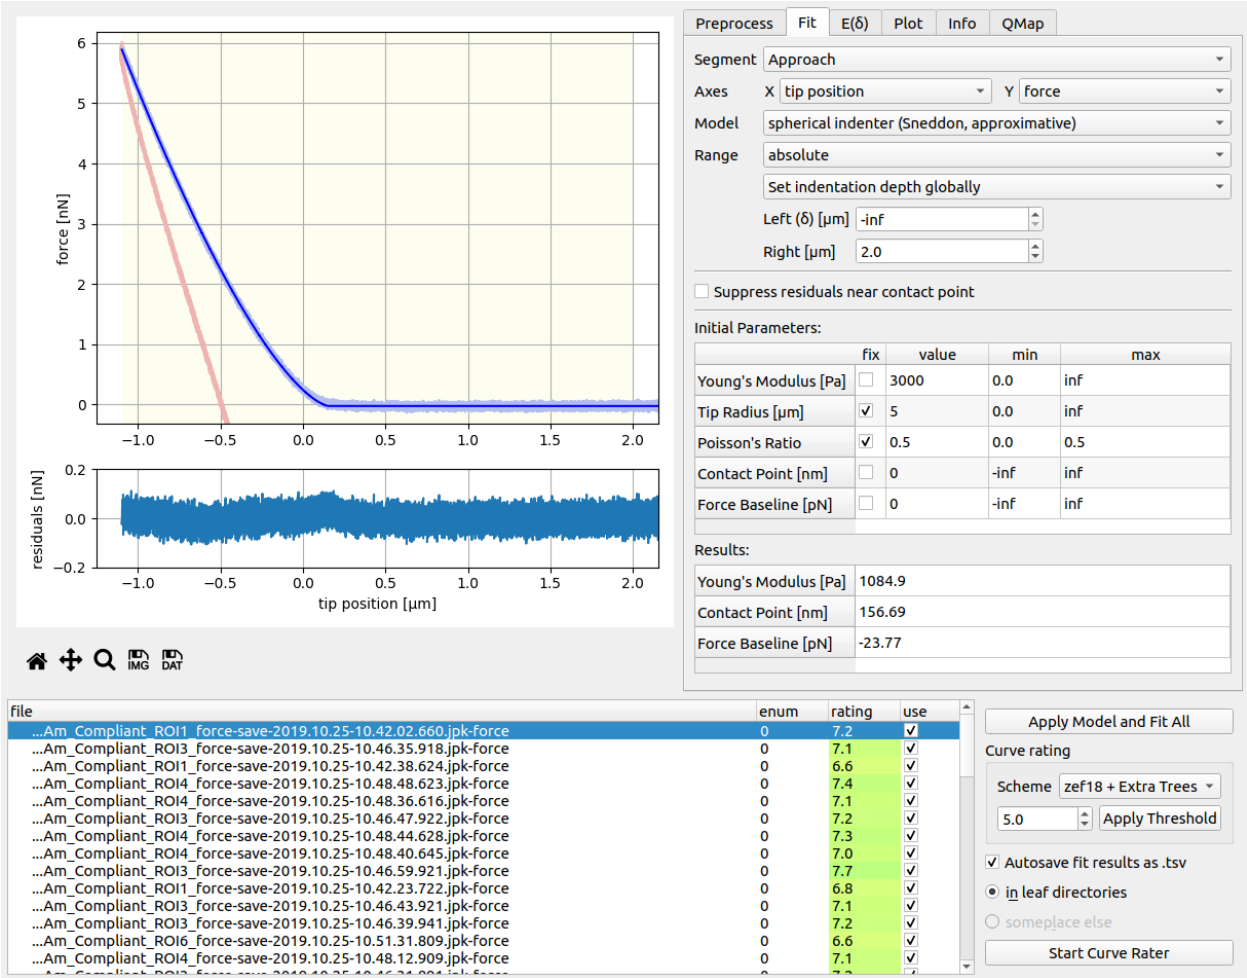 Preprocess Fit E(δ) Plot Info QMap
Segment Approach
Axes X tip position Y force
Model spherical indenter (Sneddon, approximative)
Range absolute
Set indentation depth globally
Left (δ) [µm] -inf
Right [µm] 2.0
Suppress residuals near contact point
Initial Parameters:
fix value min max
Young's Modulus [Pa] 3000 0.0 inf
Tip Radius [µm] 5 0.0 inf
Poisson's Ratio 0.5 0.0 0.5
Contact Point [nm] 0 -inf inf
Force Baseline [pN] 0 -inf inf
Results:
Young's Modulus [Pa] 1084.9
Contact Point [nm] 156.69
Force Baseline [pN] -23.77
force [nN]
6
5
4
3
2
1
0
−1.0 −0.5 0.0 0.5 1.0 1.5 2.0
residuals [nN]
0.2
0.0
−0.2
−1.0 −0.5 0.0 0.5 1.0 1.5 2.0
tip position [µm]
IMG DAT
file enum rating use
...Am_Compliant_ROI1_force-save-2019.10.25-10.42.02.660.jpk-force 0 7.2
...Am_Compliant_ROI3_force-save-2019.10.25-10.46.35.918.jpk-force 0 7.1
...Am_Compliant_ROI1_force-save-2019.10.25-10.42.38.624.jpk-force 0 6.6
...Am_Compliant_ROI4_force-save-2019.10.25-10.48.48.623.jpk-force 0 7.4
...Am_Compliant_ROI4_force-save-2019.10.25-10.48.36.616.jpk-force 0 7.1
...Am_Compliant_ROI3_force-save-2019.10.25-10.46.47.922.jpk-force 0 7.2
...Am_Compliant_ROI4_force-save-2019.10.25-10.48.44.628.jpk-force 0 7.3
...Am_Compliant_ROI4_force-save-2019.10.25-10.48.40.645.jpk-force 0 7.0
...Am_Compliant_ROI3_force-save-2019.10.25-10.46.59.921.jpk-force 0 7.7
...Am_Compliant_ROI1_force-save-2019.10.25-10.42.23.722.jpk-force 0 6.8
...Am_Compliant_ROI3_force-save-2019.10.25-10.46.43.921.jpk-force 0 7.1
...Am_Compliant_ROI3_force-save-2019.10.25-10.46.39.941.jpk-force 0 7.2
...Am_Compliant_ROI6_force-save-2019.10.25-10.51.31.809.jpk-force 0 6.6
...Am_Compliant_ROI4_force-save-2019.10.25-10.48.12.909.jpk-force 0 7.1
Apply Model and Fit All
Curve rating
Scheme zef18 + Extra Trees
5.0 Apply Threshold
Autosave fit results as .tsv
in leaf directories
someplace else
Start Curve Rater